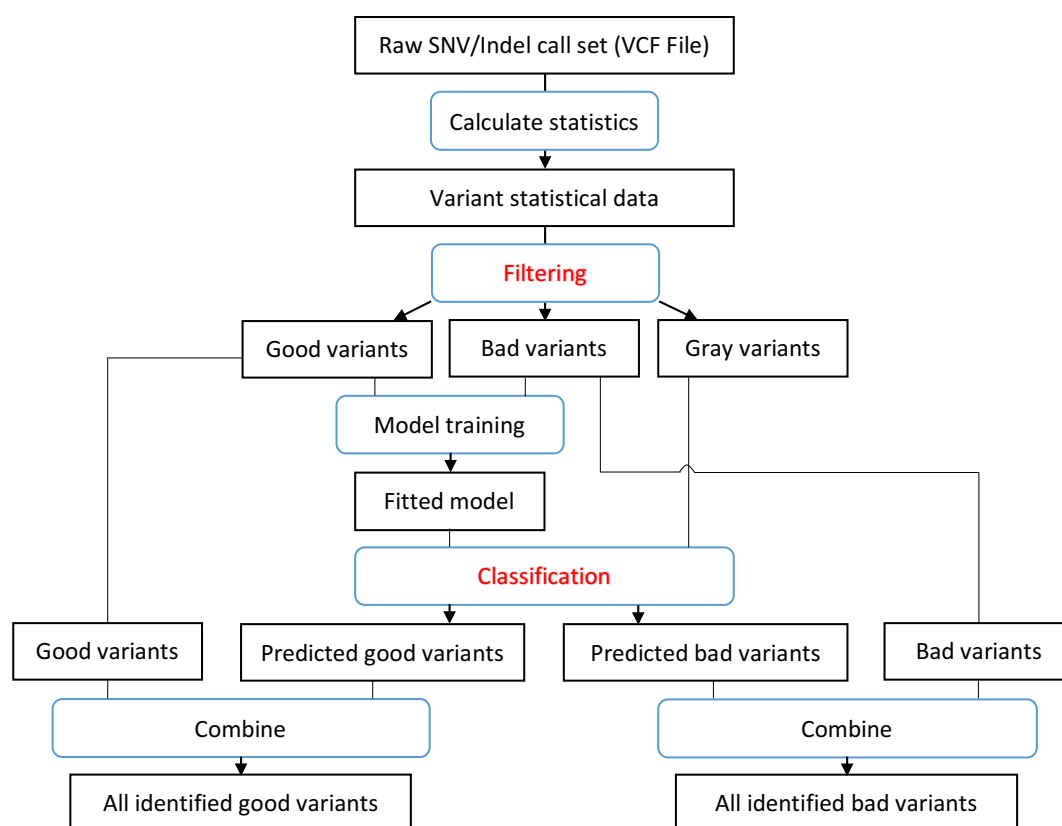 Raw SNV/Indel call set (VCF File)
Calculate statistics
Variant statistical data
Filtering
Good variants
Bad variants
Gray variants
Model training
Fitted model
Classification
Good variants
Predicted good variants
Predicted bad variants
Bad variants
Combine
Combine
All identified good variants
All identified bad variants